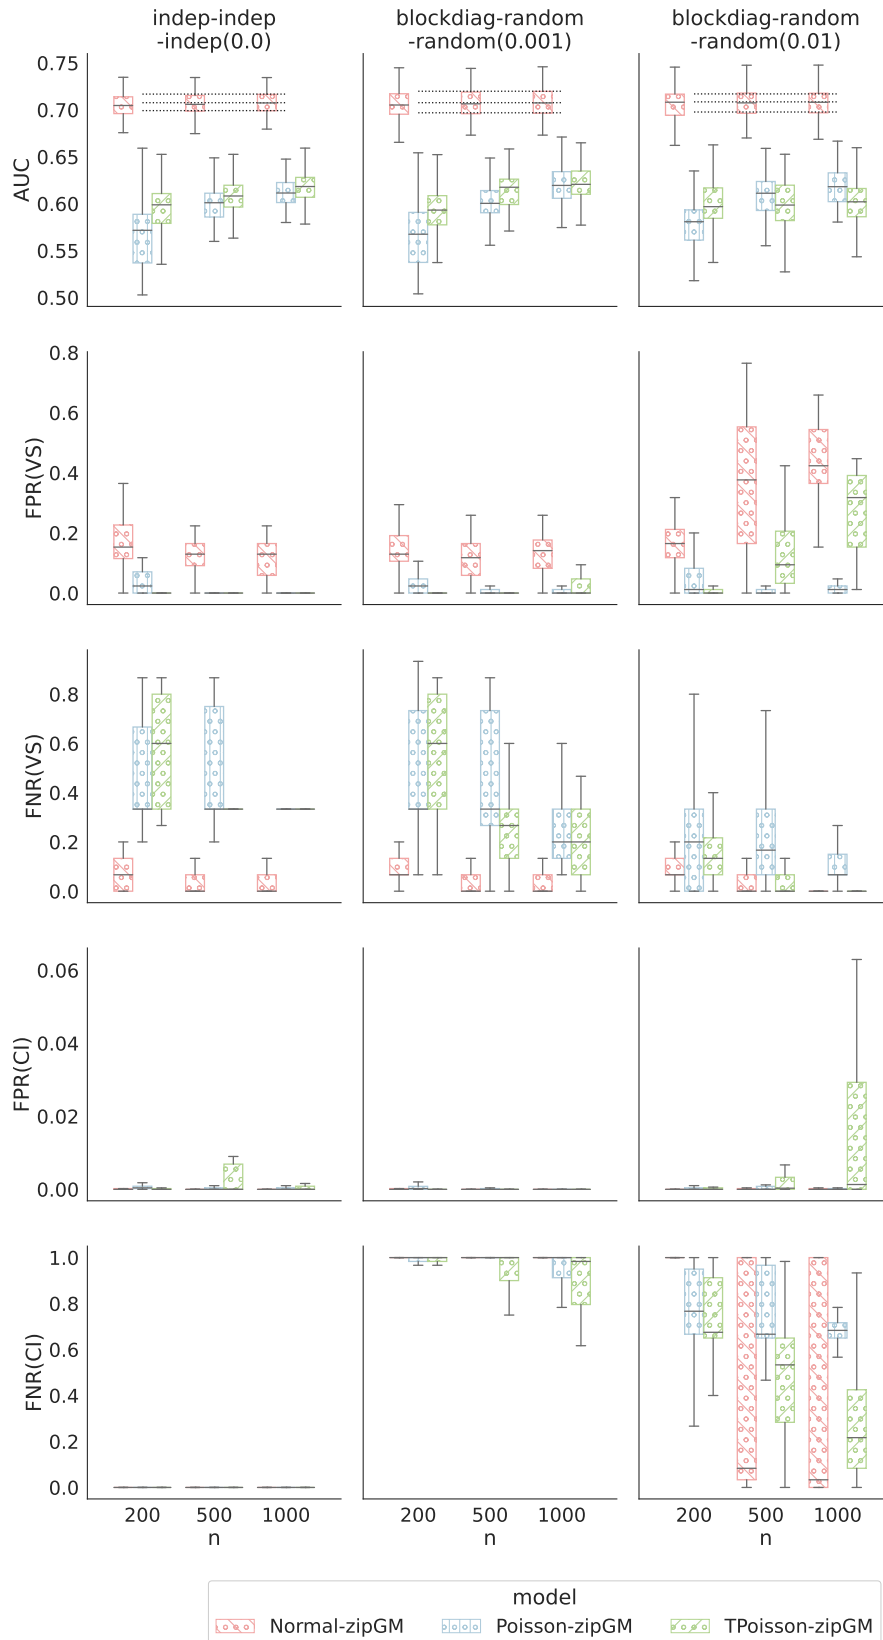 indep-indep
-indep(0.0)
blockdiag-random
-random(0.001)
blockdiag-random
-random(0.01)
AUC
0.75
0.70
0.65
0.60
0.55
0.50
FPR(VS)
0.8
0.6
0.4
0.2
0.0
FNR(VS)
0.8
0.6
0.4
0.2
0.0
FPR(CI)
0.06
0.04
0.02
0.00
FNR(CI)
1.0
0.8
0.6
0.4
0.2
0.0
200 500 1000
n
200 500 1000
n
200 500 1000
n
model
Normal-zipGM Poisson-zipGM TPoisson-zipGM